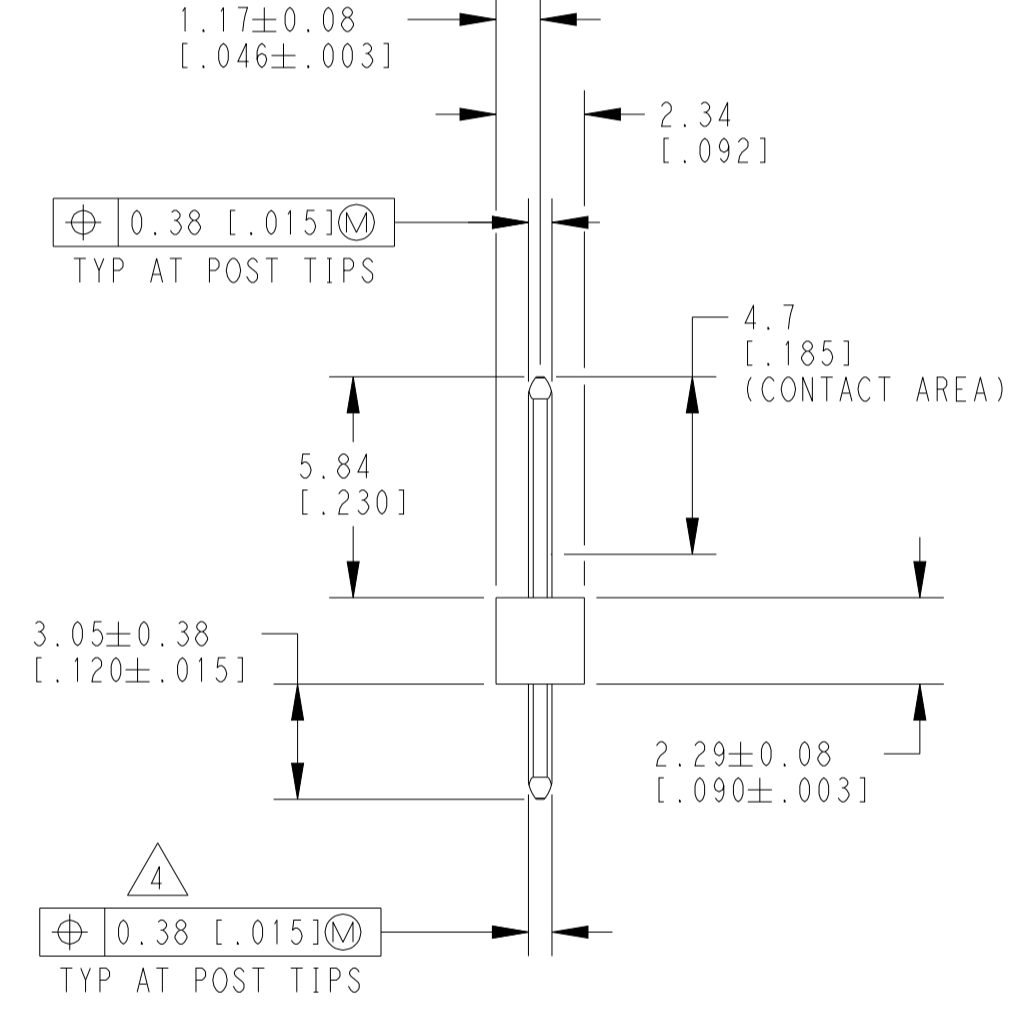 1.17±0.08
[.046±.003]
2.34
[.092]
⌖ 0.38 [.015]Ⓜ
TYP AT POST TIPS
4.7
[.185]
(CONTACT AREA)
5.84
[.230]
3.05±0.38
[.120±.015]
2.29±0.08
[.090±.003]
4
⌖ 0.38 [.015]Ⓜ
TYP AT POST TIPS